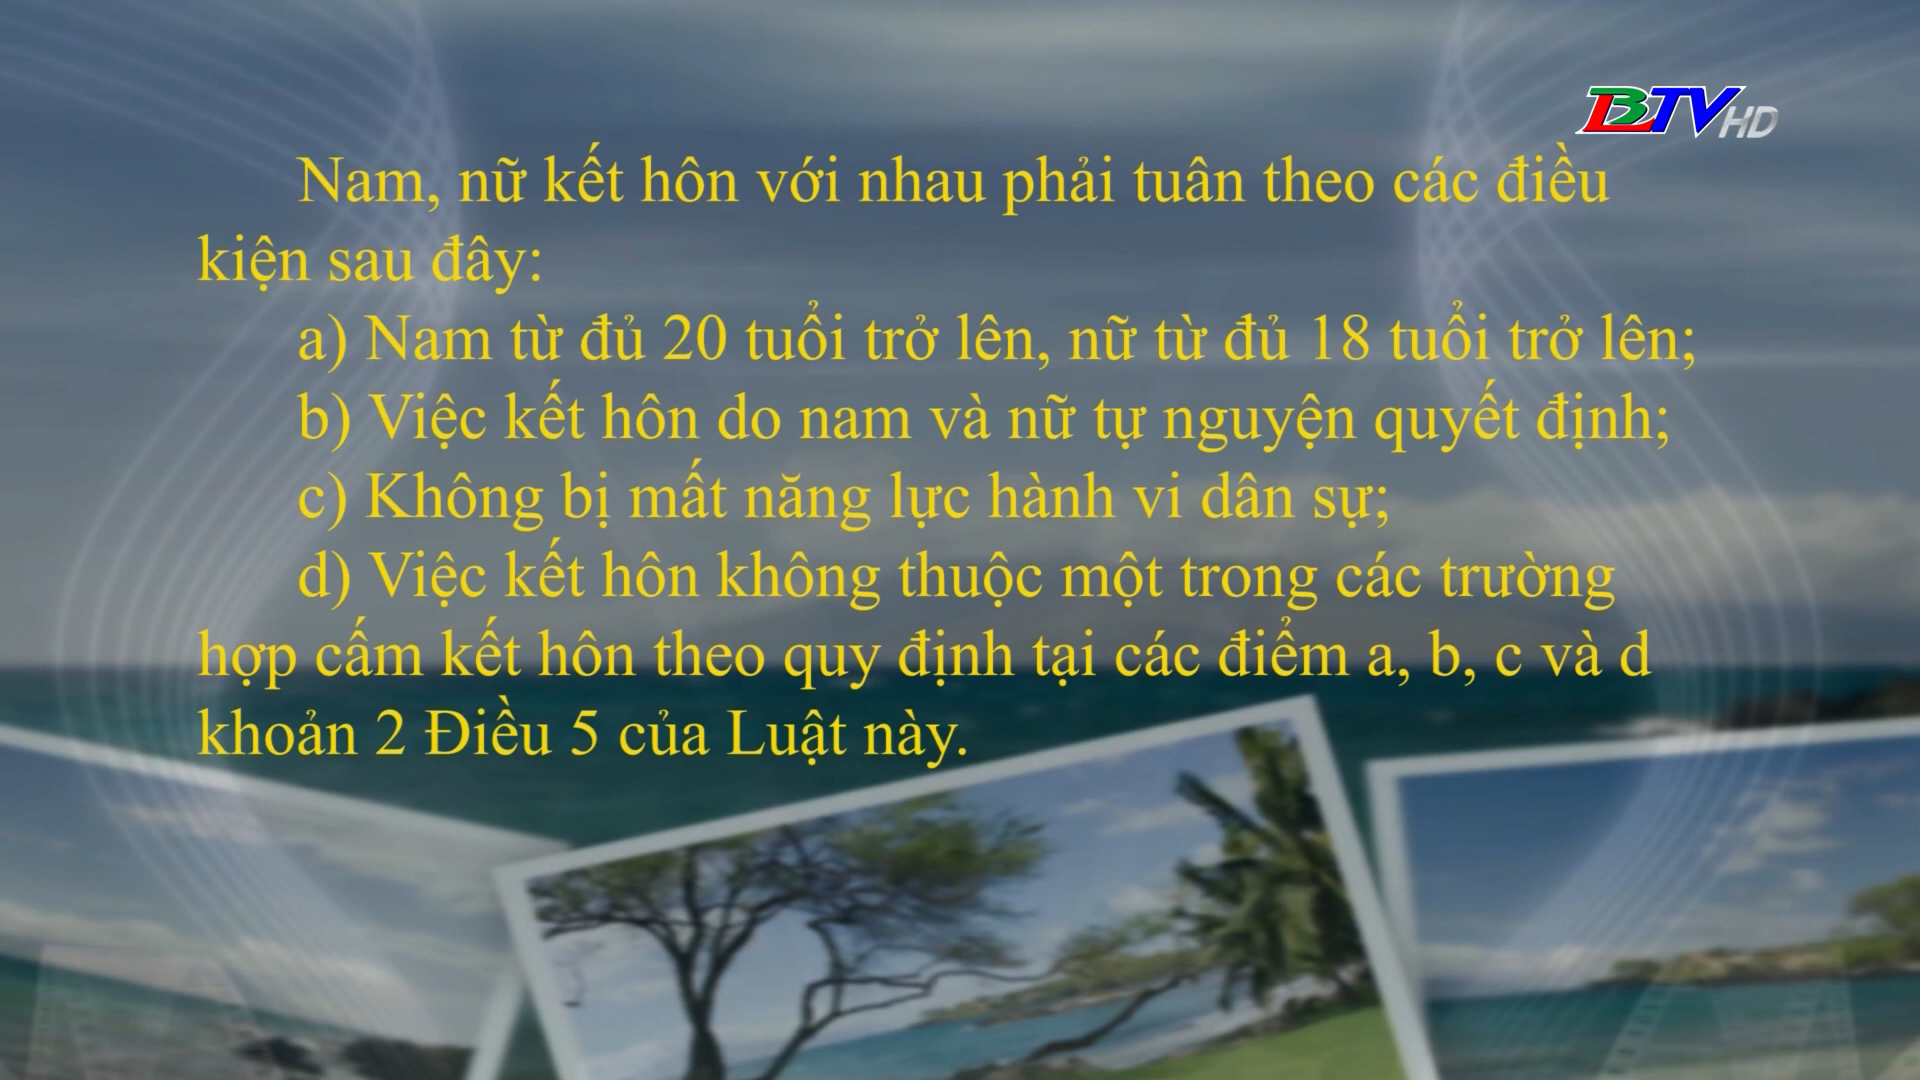 BTV HD
Nam, nữ kết hôn với nhau phải tuân theo các điều
kiện sau đây:
a) Nam từ đủ 20 tuổi trở lên, nữ từ đủ 18 tuổi trở lên;
b) Việc kết hôn do nam và nữ tự nguyện quyết định;
c) Không bị mất năng lực hành vi dân sự;
d) Việc kết hôn không thuộc một trong các trường
hợp cấm kết hôn theo quy định tại các điểm a, b, c và d
khoản 2 Điều 5 của Luật này.